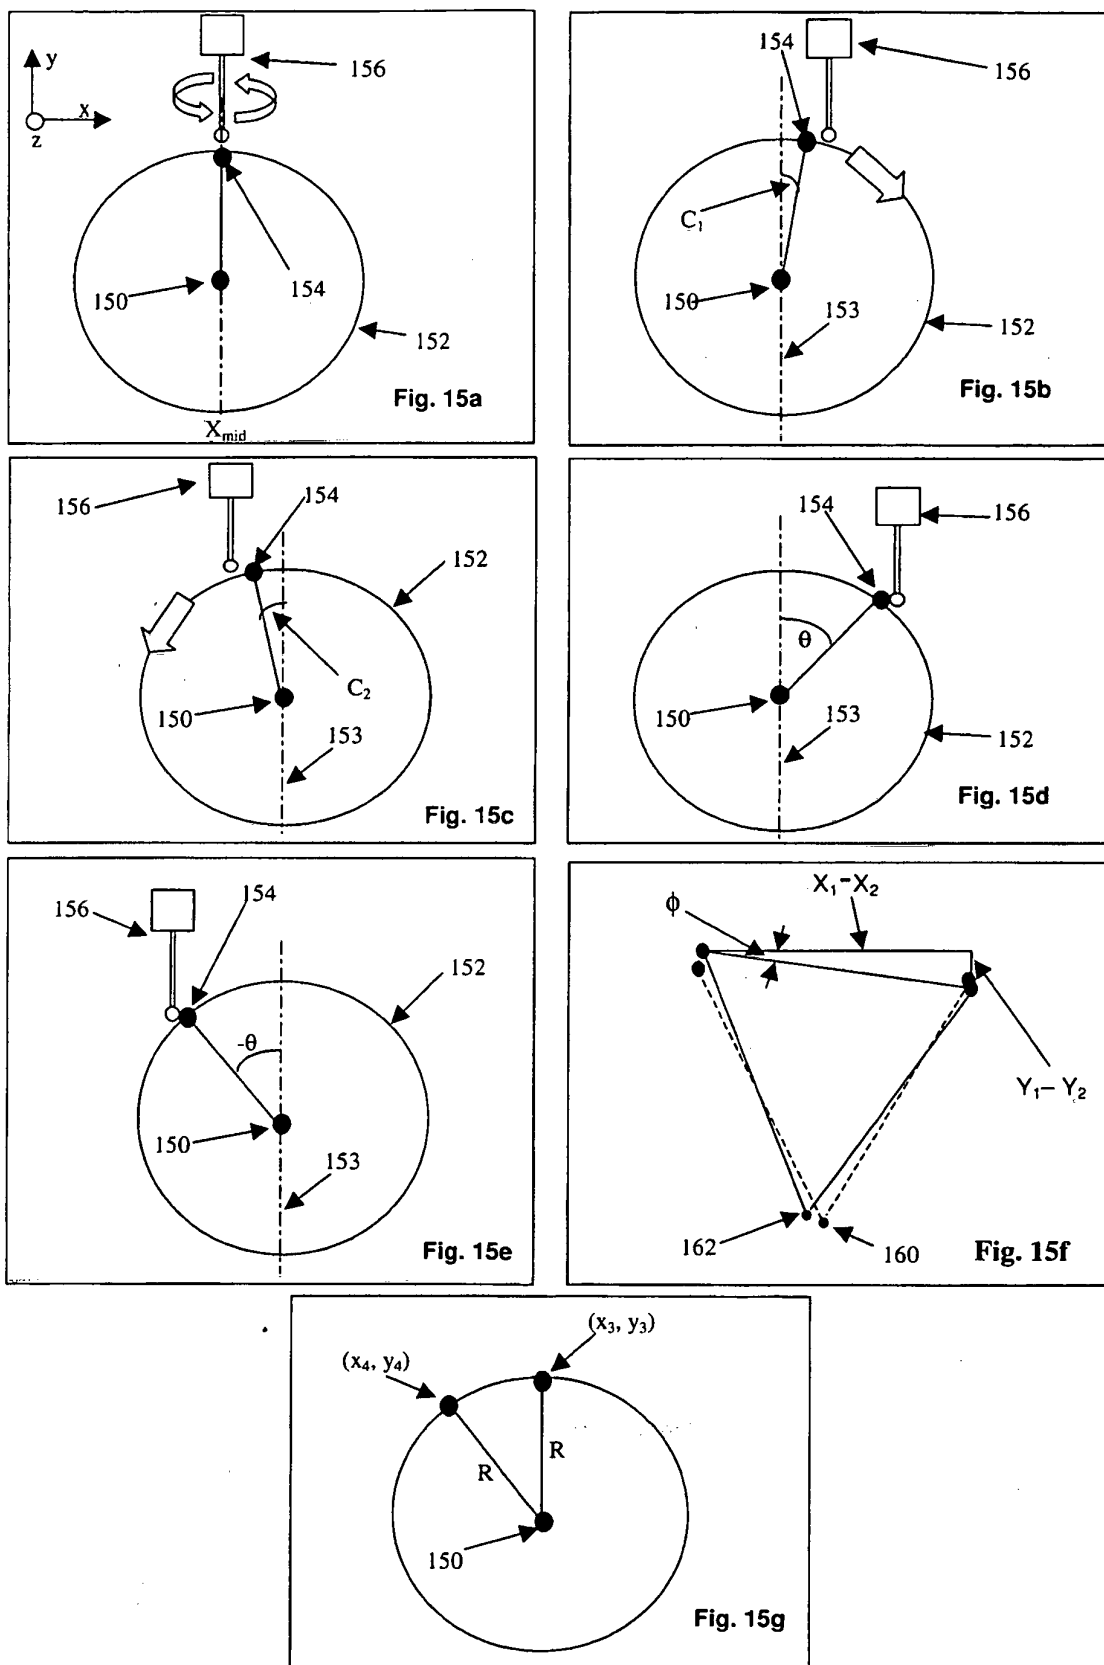 156
y
x
z
150
154
152
Fig. 15a
X_mid
154
156
C₁
150
153
152
Fig. 15b
156
154
152
C₂
150
153
Fig. 15c
154
156
θ
150
153
152
Fig. 15d
156
154
152
-θ
150
153
Fig. 15e
X₁-X₂
ϕ
Y₁- Y₂
162
160
Fig. 15f
(x₃, y₃)
(x₄, y₄)
R
R
150
Fig. 15g